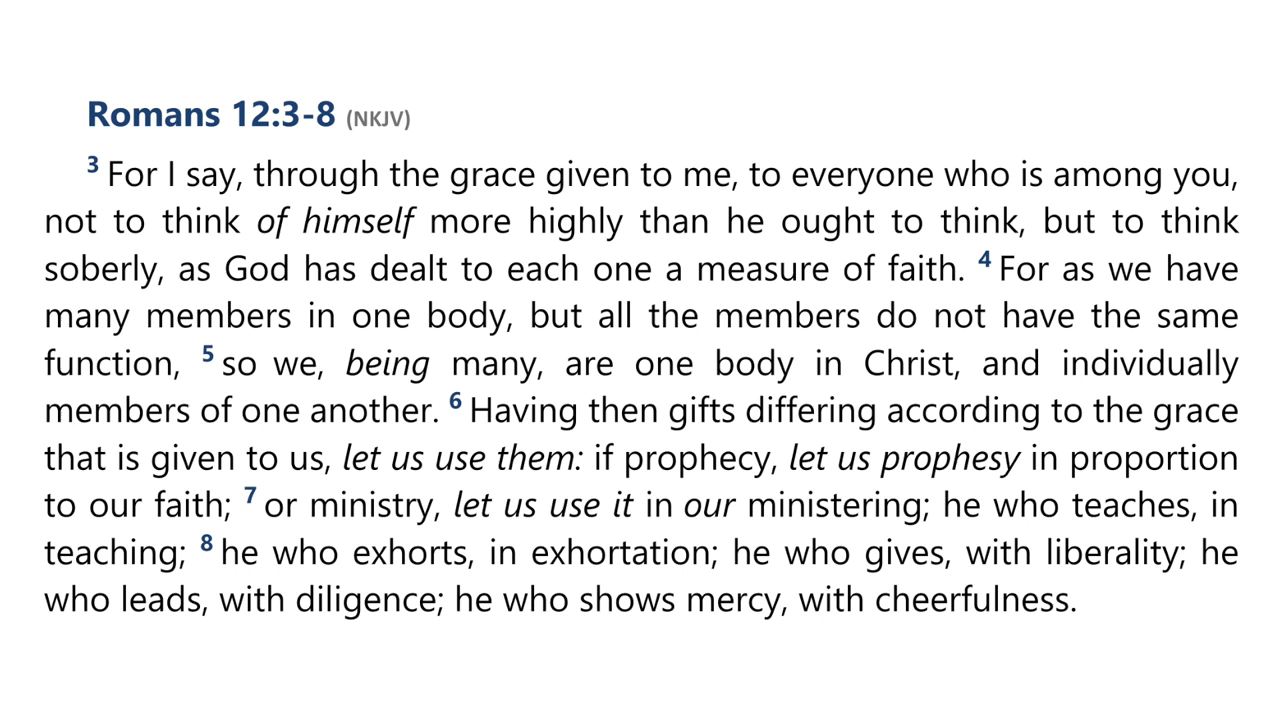 Romans 12:3-8 (NKJV)
3 For I say, through the grace given to me, to everyone who is among you,
not to think of himself more highly than he ought to think, but to think
soberly, as God has dealt to each one a measure of faith. 4 For as we have
many members in one body, but all the members do not have the same
function, 5 so we, being many, are one body in Christ, and individually
members of one another. 6 Having then gifts differing according to the grace
that is given to us, let us use them: if prophecy, let us prophesy in proportion
to our faith; 7 or ministry, let us use it in our ministering; he who teaches, in
teaching; 8 he who exhorts, in exhortation; he who gives, with liberality; he
who leads, with diligence; he who shows mercy, with cheerfulness.